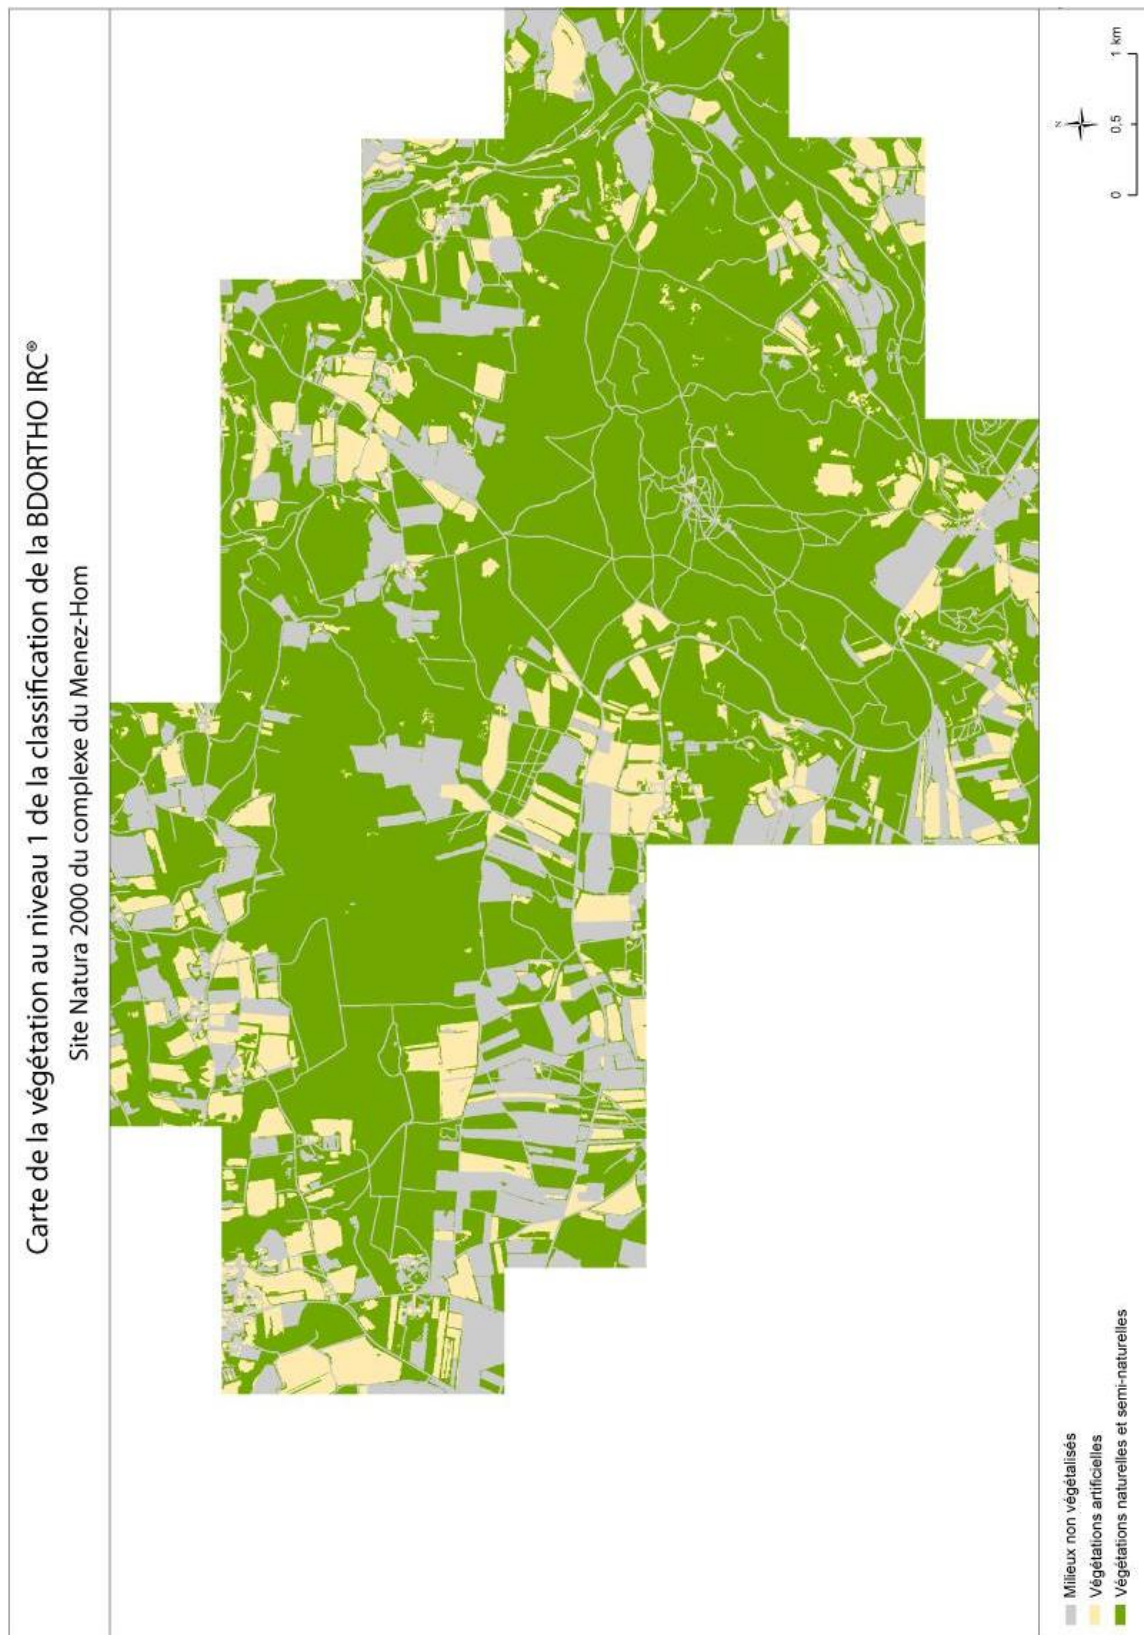 Carte de la végétation au niveau 1 de la classification de la BDORTHO IRC®
Site Natura 2000 du complexe du Menez-Hom
Milieux non végétalisés
Végétations artificielles
Végétations naturelles et semi-naturelles
N
0 0,5 1 km